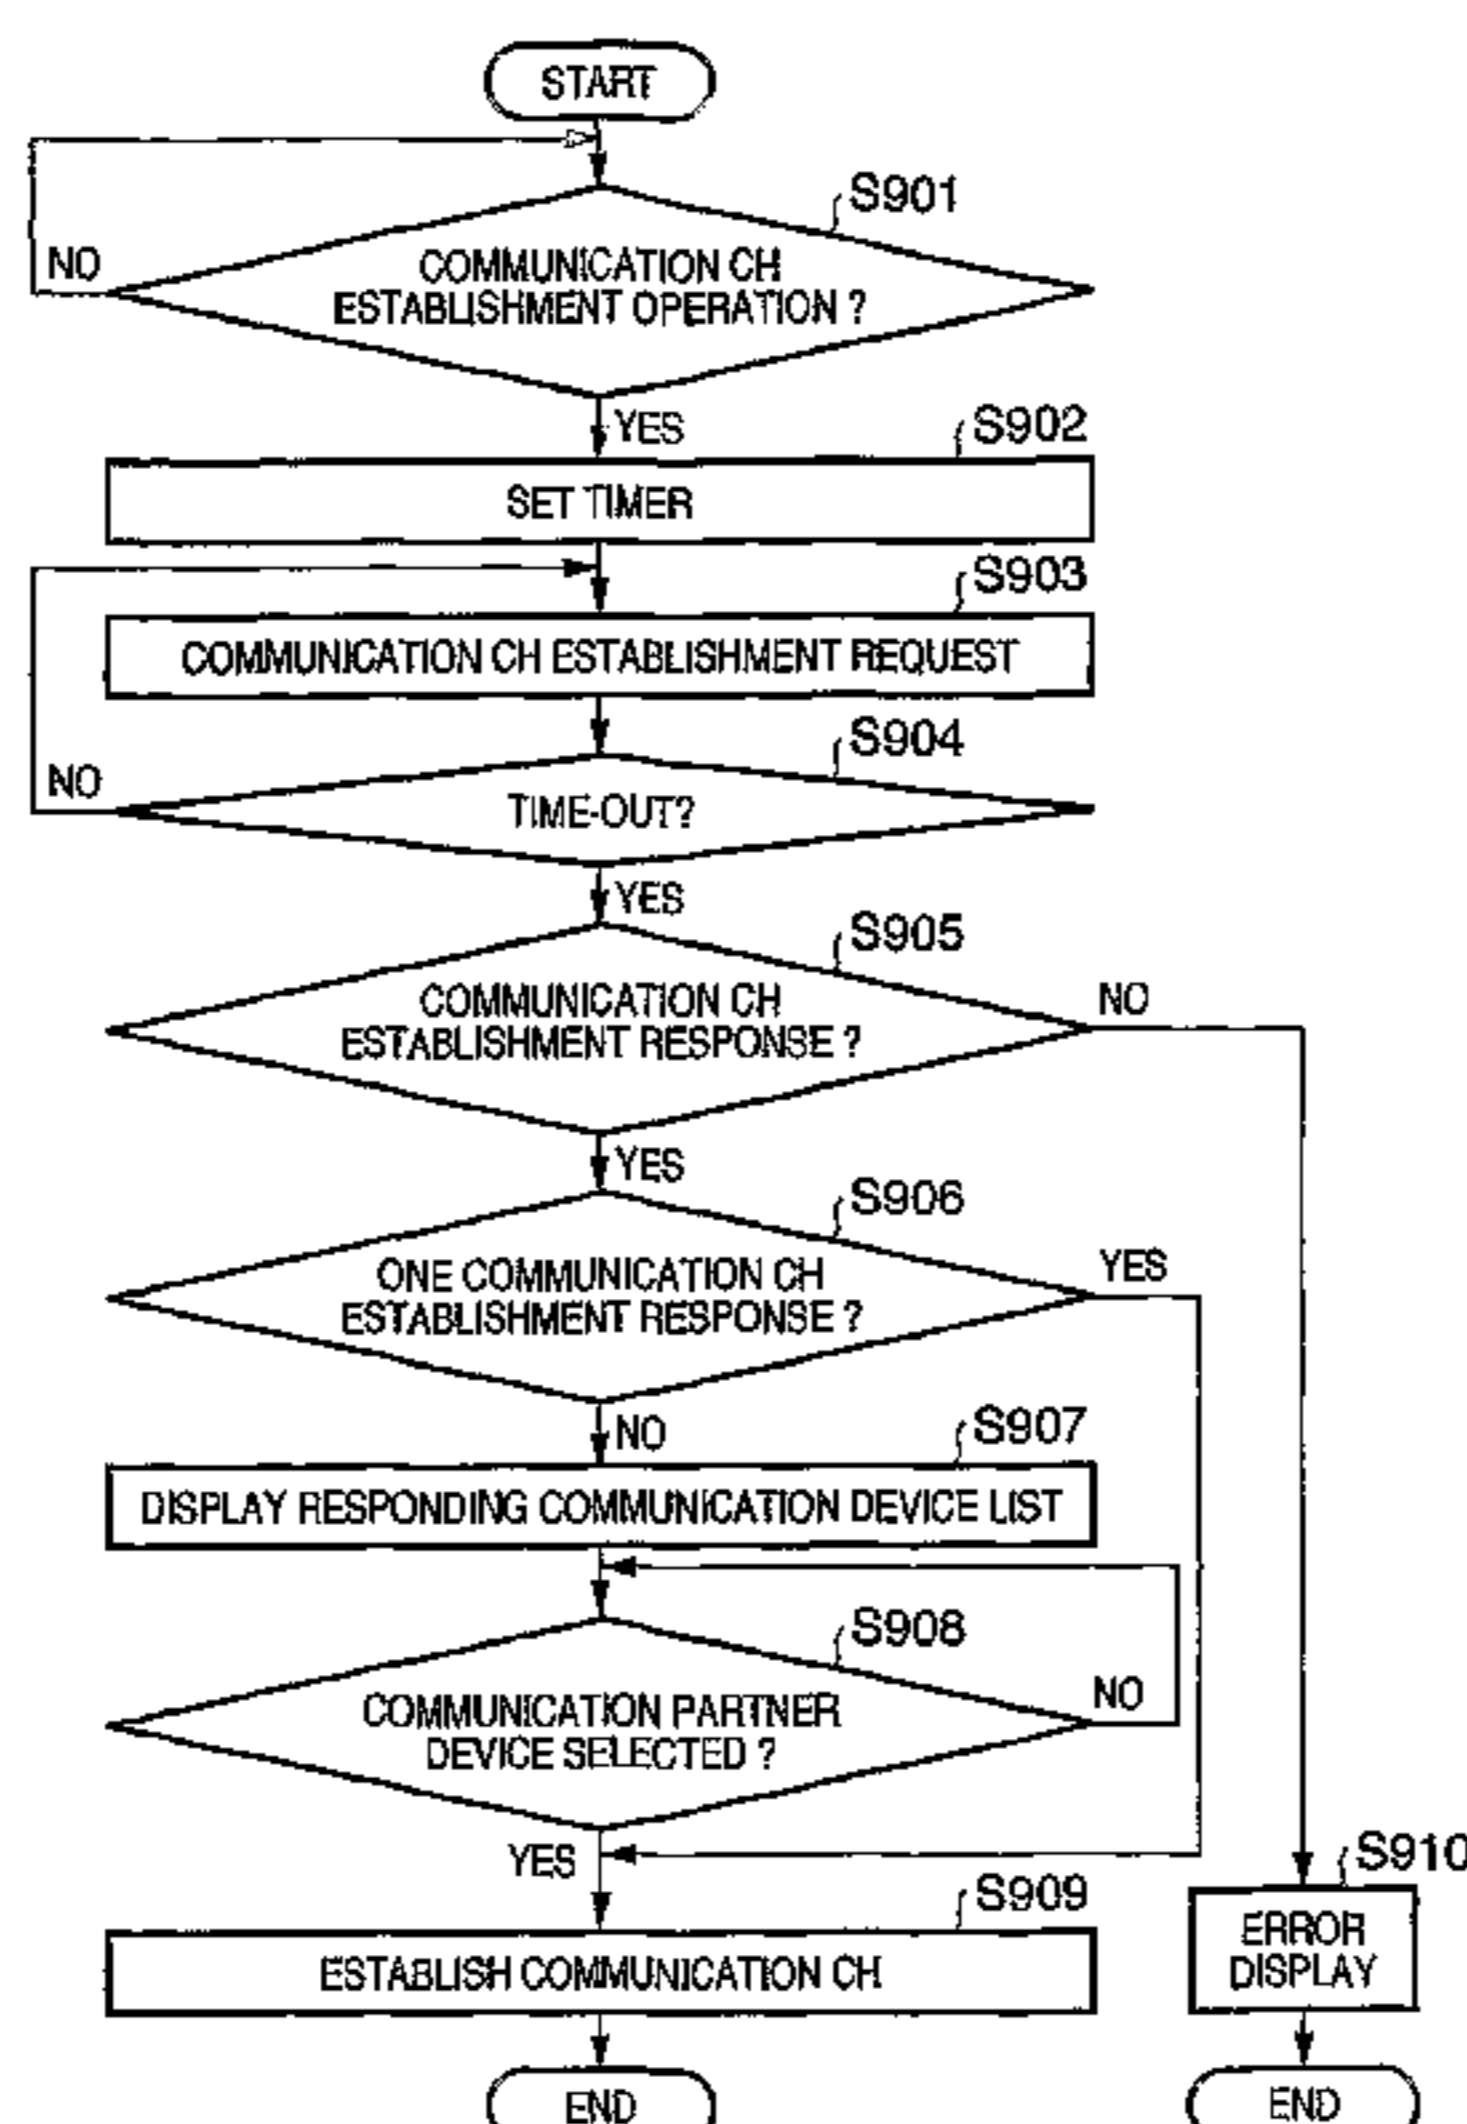 START
S901
NO
COMMUNICATION CH
ESTABLISHMENT OPERATION ?
YES
S902
SET TIMER
S903
COMMUNICATION CH ESTABLISHMENT REQUEST
S904
NO
TIME-OUT?
YES
S905
COMMUNICATION CH
ESTABLISHMENT RESPONSE ?
NO
YES
S906
ONE COMMUNICATION CH
ESTABLISHMENT RESPONSE ?
YES
NO
S907
DISPLAY RESPONDING COMMUNICATION DEVICE LIST
S908
COMMUNICATION PARTNER
DEVICE SELECTED ?
NO
YES
S910
S909
ERROR
DISPLAY
ESTABLISH COMMUNICATION CH
END
END